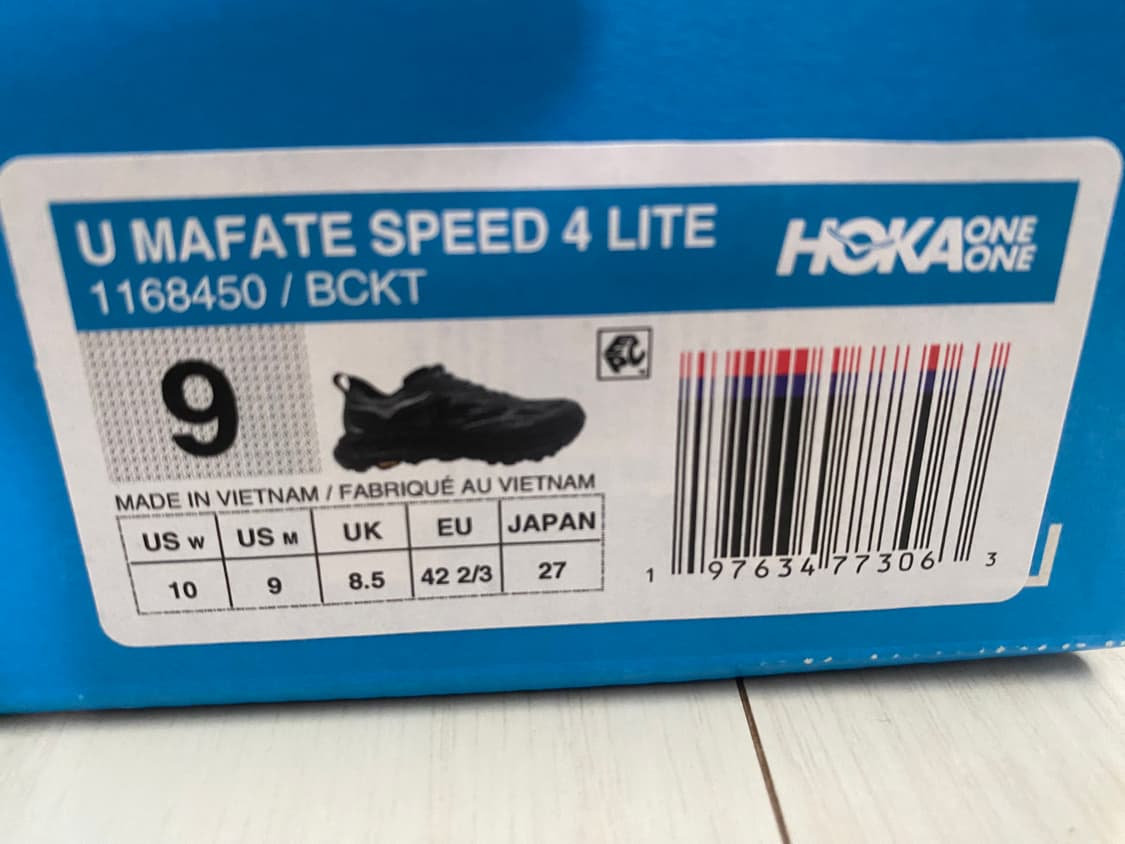 U MAFATE SPEED 4 LITE
1168450 / BCKT
HOKA ONE ONE
9
MADE IN VIETNAM / FABRIQUÉ AU VIETNAM
US W US M UK EU JAPAN
10 9 8.5 42 2/3 27
1 97634 77306 3